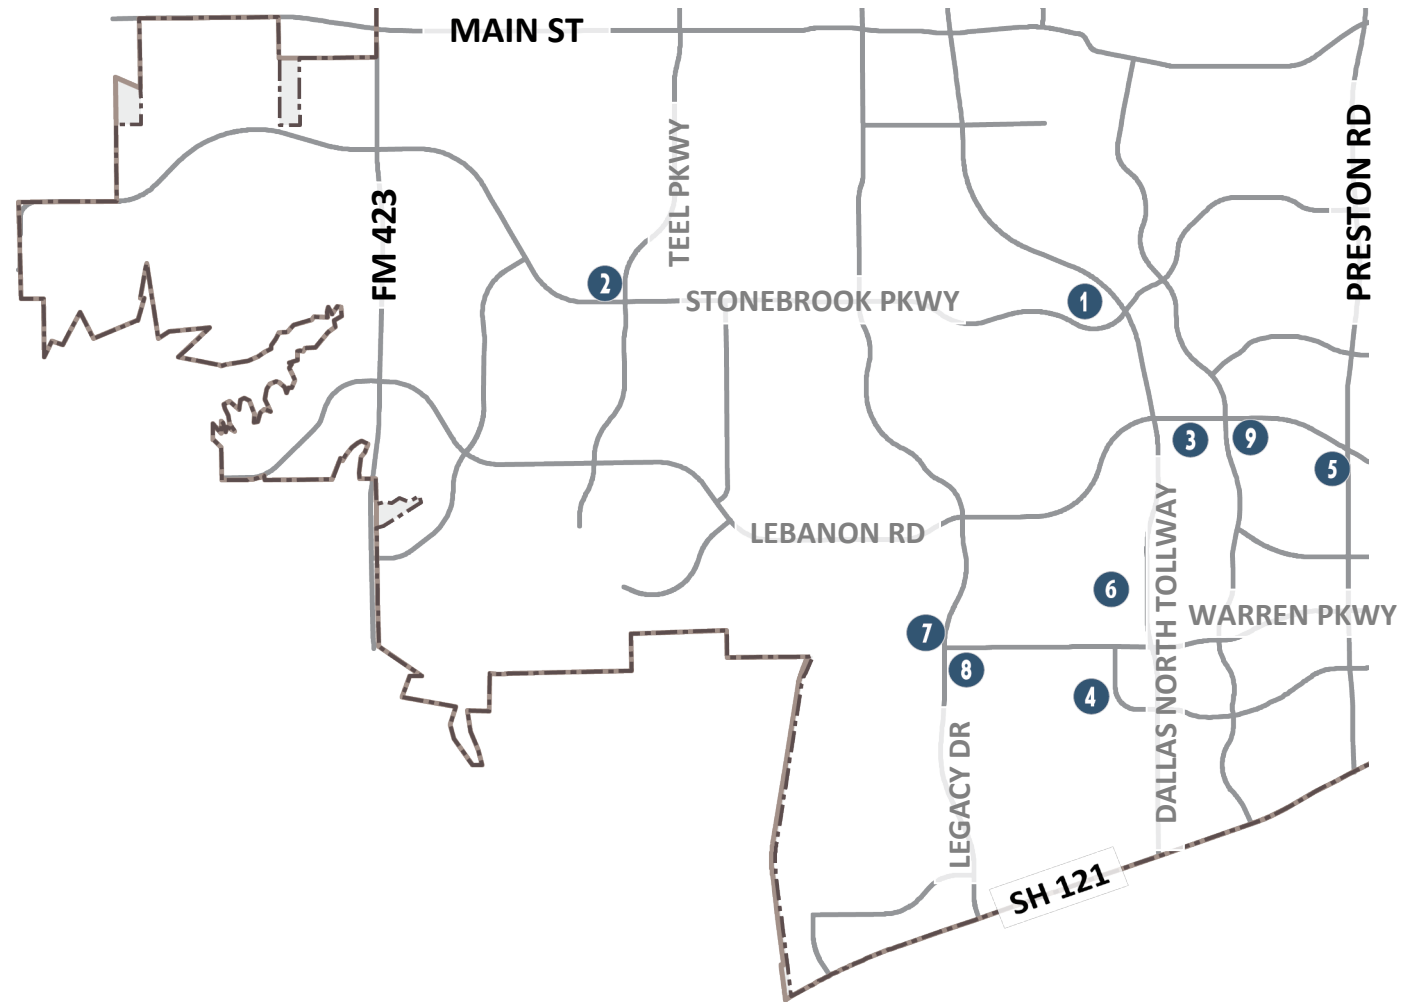 MAIN ST
TEEL PKWY
PRESTON RD
FM 423
2
STONEBROOK PKWY
1
3
9
5
LEBANON RD
DALLAS NORTH TOLLWAY
6
WARREN PKWY
7
8
4
LEGACY DR
SH 121